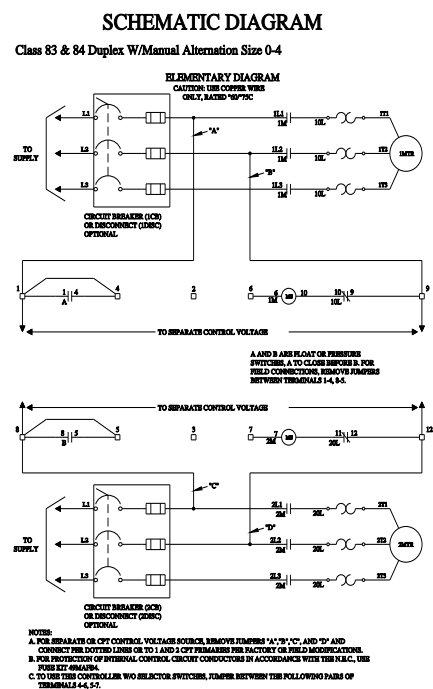 SCHEMATIC DIAGRAM
Class 83 & 84 Duplex W/Manual Alternation Size 0-4
ELEMENTARY DIAGRAM
CAUTION: USE COPPER WIRE
ONLY, RATED "60/"75C
L1 1L1 1M 10L 1T1
"A"
TO
SUPPLY
L2 1L2 1M 10L 1T2 1MTR
"B"
L3 1L3 1M 10L 1T3
CIRCUIT BREAKER (1CB)
OR DISCONNECT (1DISC)
OPTIONAL
1 1 4 A 4 2 6 6 1M 10 10 9 10L 9
TO SEPARATE CONTROL VOLTAGE
A AND B ARE FLOAT OR PRESSURE
SWITCHES, A TO CLOSE BEFORE B. FOR
FIELD CONNECTIONS, REMOVE JUMPERS
BETWEEN TERMINALS 1-4, 8-5.
TO SEPARATE CONTROL VOLTAGE
8 8 5 B 5 3 7 7 2M 11 12 20L 12
"C"
L1 2L1 2M 20L 2T1
"D"
TO
SUPPLY
L2 2L2 2M 20L 2T2 2MTR
L3 2L3 2M 20L 2T3
CIRCUIT BREAKER (2CB)
OR DISCONNECT (2DISC)
OPTIONAL
NOTES:
A. FOR SEPARATE OR CPT CONTROL VOLTAGE SOURCE, REMOVE JUMPERS "A","B","C", AND "D" AND
CONNECT PER DOTTED LINES OR TO 1 AND 2 CPT PRIMARIES PER FACTORY OR FIELD MODIFICATIONS.
B. FOR PROTECTION OF INTERNAL CONTROL CIRCUIT CONDUCTORS IN ACCORDANCE WITH THE N.E.C., USE
FUSE KIT 49MAFB4.
C. TO USE THIS CONTROLLER W/O SELECTOR SWITCHES, JUMPER BETWEEN THE FOLLOWING PAIRS OF
TERMINALS 4-6, 5-7.